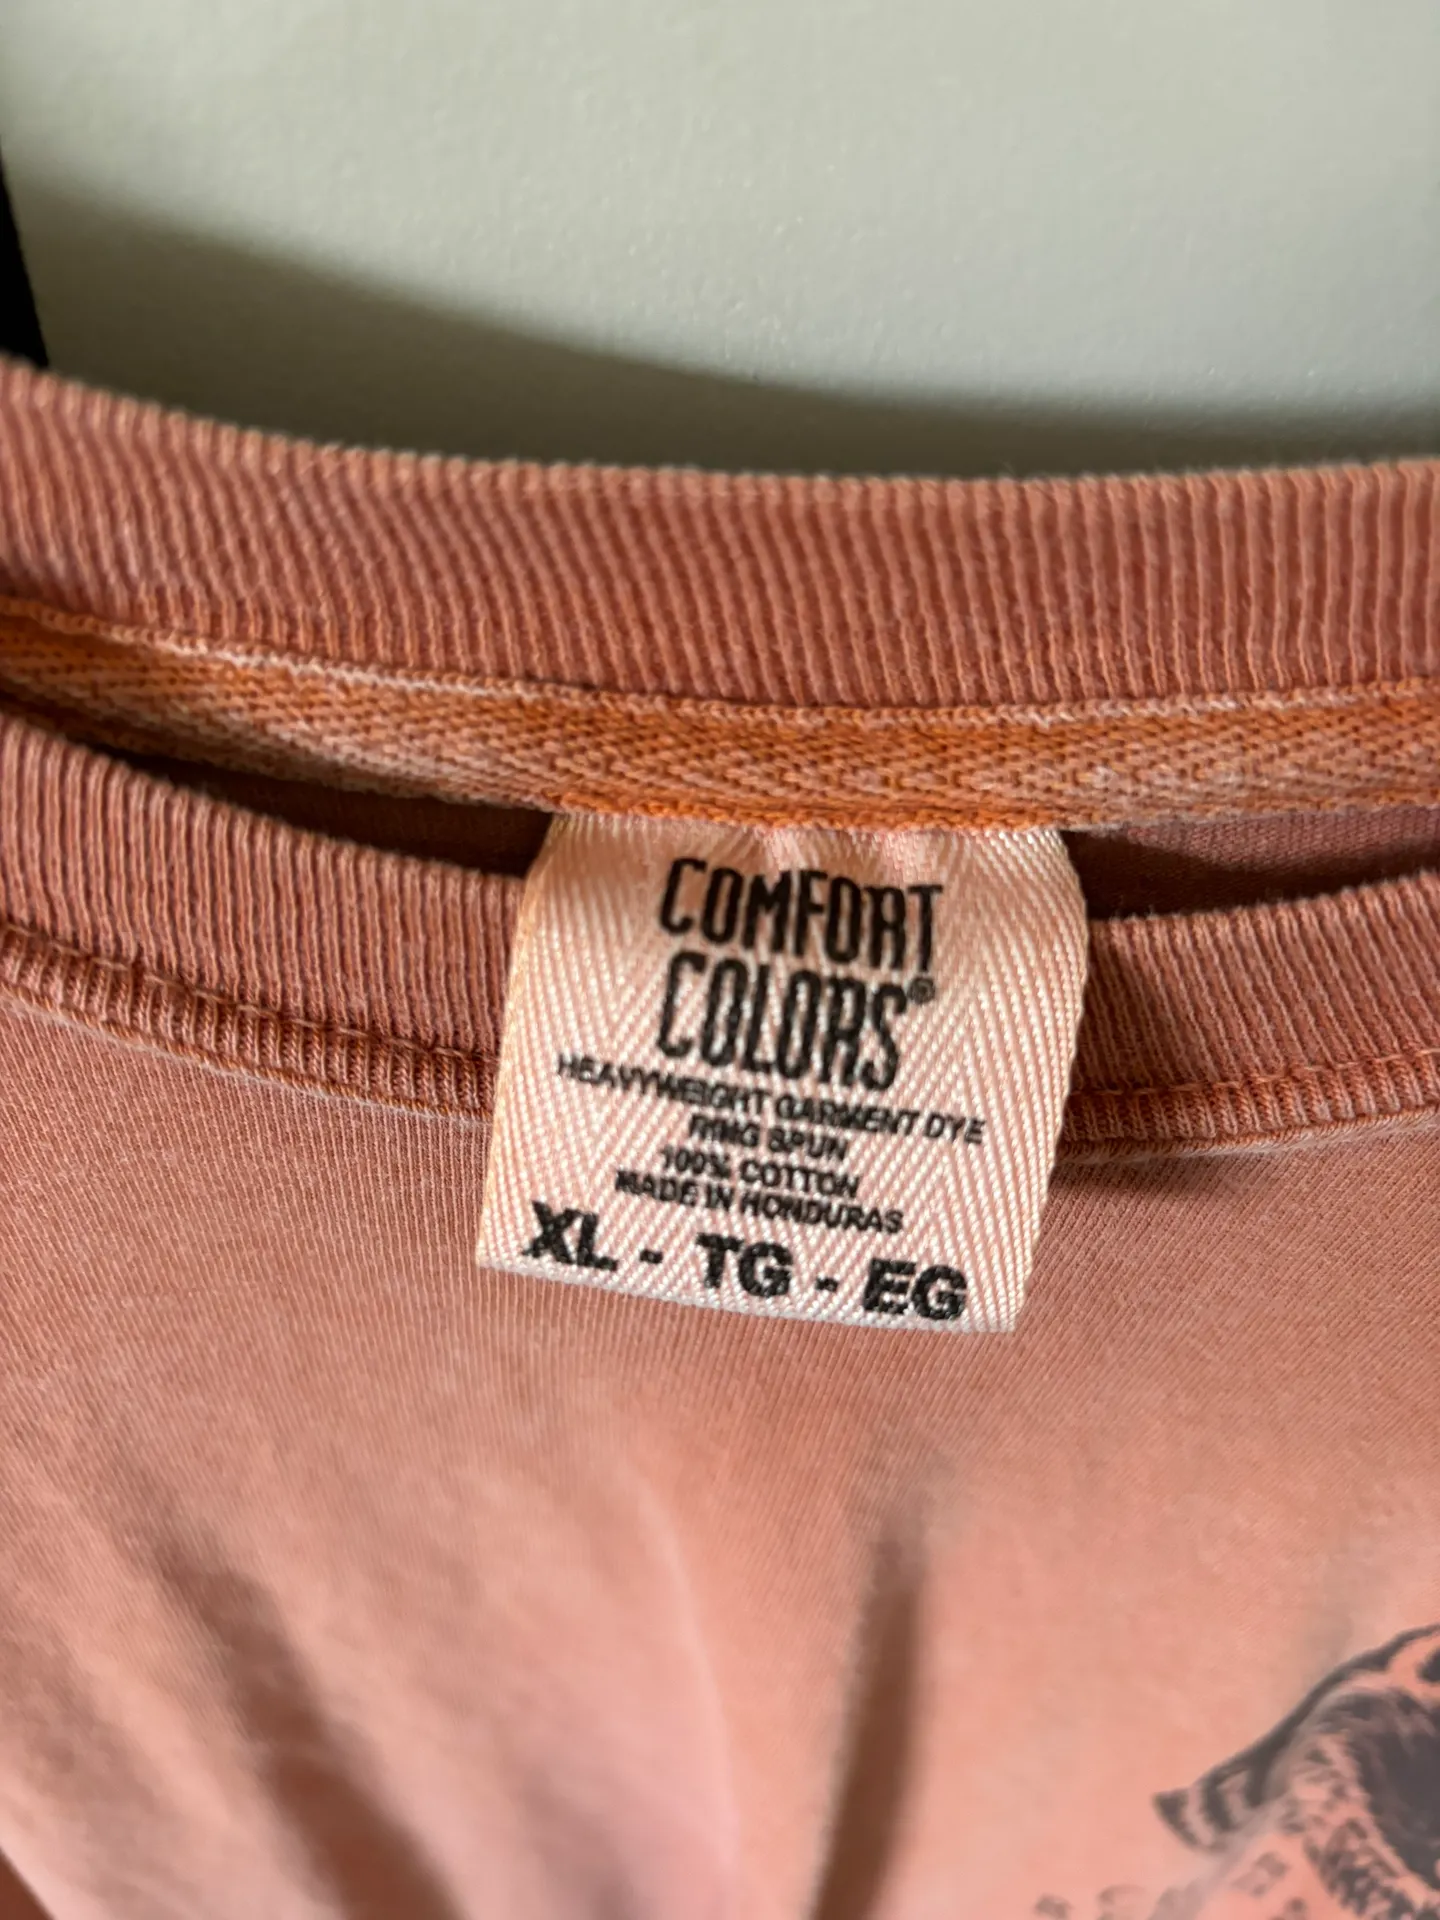 COMFORT
COLORS®
HEAVYWEIGHT GARMENT DYE
RING SPUN
100% COTTON
MADE IN HONDURAS
XL - TG - EG